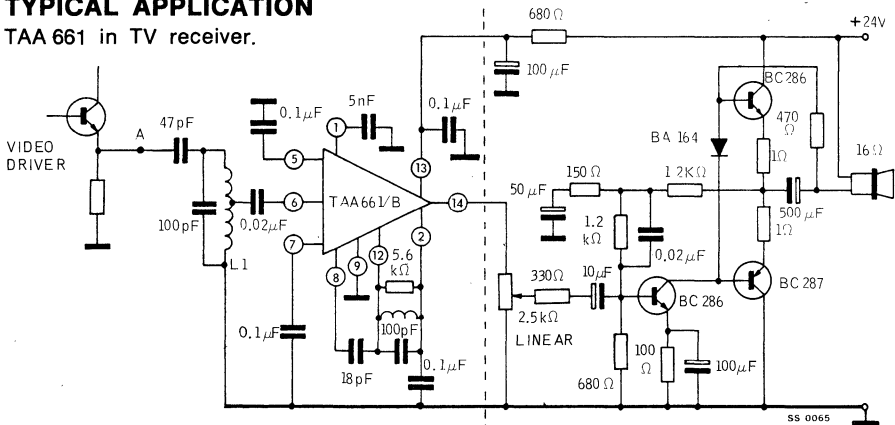 TYPICAL APPLICATION
TAA 661 in TV receiver.
680Ω
+24V
100μF
BC286
47pF
0.1μF
5nF
0.1μF
470
Ω
VIDEO
DRIVER
A
1
BA 164
16Ω
5
13
1Ω
150Ω
1.2KΩ
50μF
TAA661/B
100pF
0.02μF
6
14
500μF
7
2
1.2
kΩ
0.02μF
1Ω
L1
12
5.6
kΩ
9
8
330Ω
10μF
BC 286
BC 287
100pF
2.5kΩ
0.1μF
LINEAR
18pF
0.1μF
680Ω
100
Ω
100μF
SS 0065